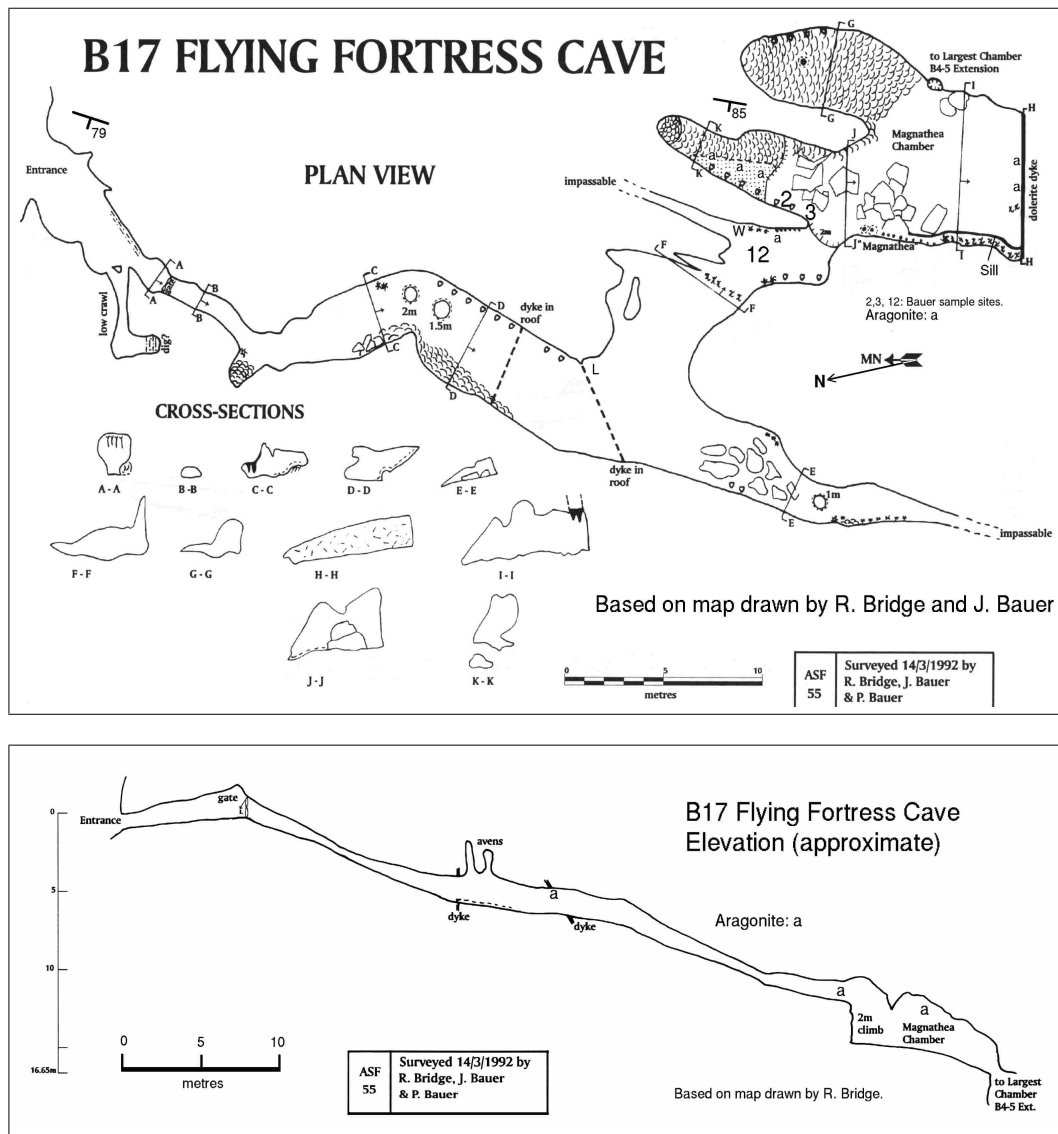 B17 FLYING FORTRESS CAVE
79
Entrance
PLAN VIEW
impassable
85
to Largest Chamber
B4-5 Extension
Magnathea
Chamber
dolerite dyke
G
G
K
K
J
J
I
I
H
H
a
a
a
a
a
a
2
3
2m
W
a
12
"Magnathea"
Sill
F
F
2,3, 12: Bauer sample sites.
Aragonite: a
MN
N
A
A
gate
B
B
low crawl
dig?
C
C
2m
1.5m
D
D
dyke in
roof
L
dyke in
roof
E
E
1m
impassable
CROSS-SECTIONS
A - A
B - B
C - C
D - D
E - E
F - F
G - G
H - H
I - I
J - J
K - K
Based on map drawn by R. Bridge and J. Bauer
0 5 10
metres
ASF
55
Surveyed 14/3/1992 by
R. Bridge, J. Bauer
& P. Bauer
B17 Flying Fortress Cave
Elevation (approximate)
Aragonite: a
0
Entrance
gate
avens
5
a
dyke
dyke
10
a
2m
climb
a
Magnathea
Chamber
16.65m
0 5 10
metres
ASF
55
Surveyed 14/3/1992 by
R. Bridge, J. Bauer
& P. Bauer
Based on map drawn by R. Bridge.
to Largest
Chamber
B4-5 Ext.